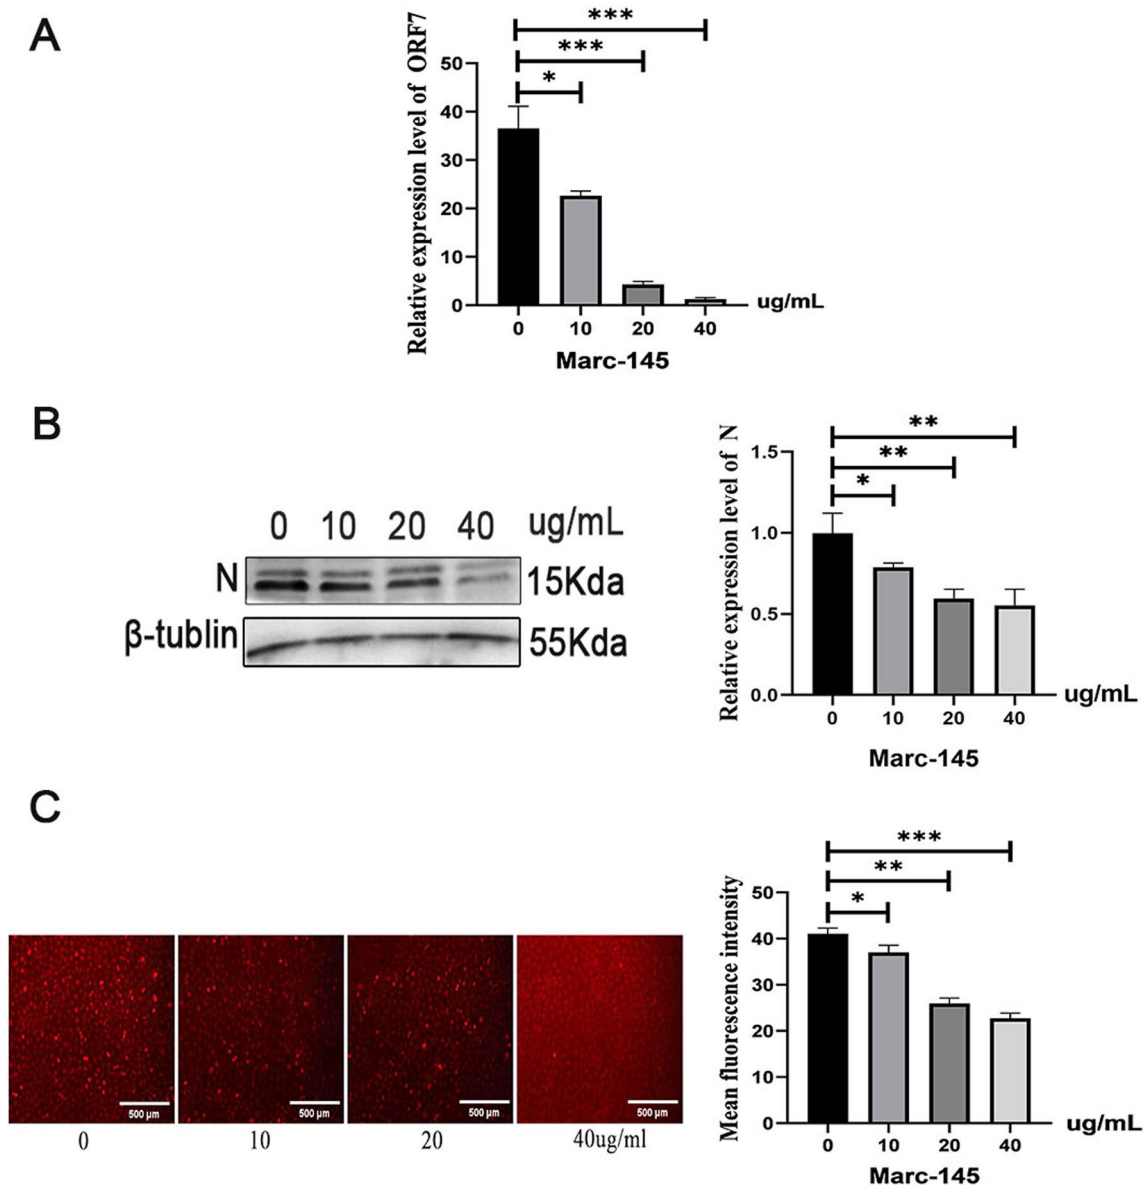 A
Relative expression level of ORF7
***
***
*
50
40
30
20
10
0
0 10 20 40
ug/mL
Marc-145
B
0 10 20 40 ug/mL
N 15Kda
β-tublin 55Kda
Relative expression level of N
**
**
*
1.5
1.0
0.5
0.0
0 10 20 40
ug/mL
Marc-145
C
500 μm 500 μm 500 μm 500 μm
0 10 20 40ug/ml
Mean fluorescence intensity
***
**
*
50
40
30
20
10
0
0 10 20 40
ug/mL
Marc-145